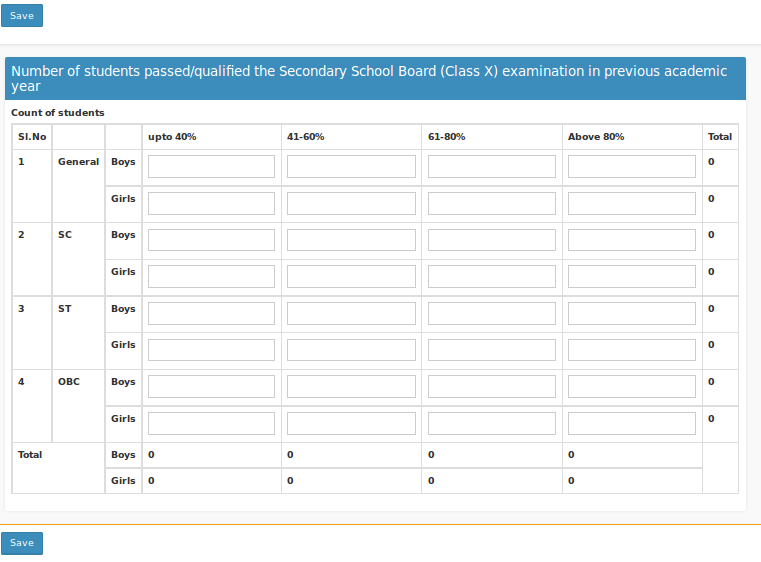 Save
Number of students passed/qualified the Secondary School Board (Class X) examination in previous academic
year
Count of students
Sl.No upto 40% 41-60% 61-80% Above 80% Total
1 General Boys 0
Girls 0
2 SC Boys 0
Girls 0
3 ST Boys 0
Girls 0
4 OBC Boys 0
Girls 0
Total Boys 0 0 0 0
Girls 0 0 0 0
Save